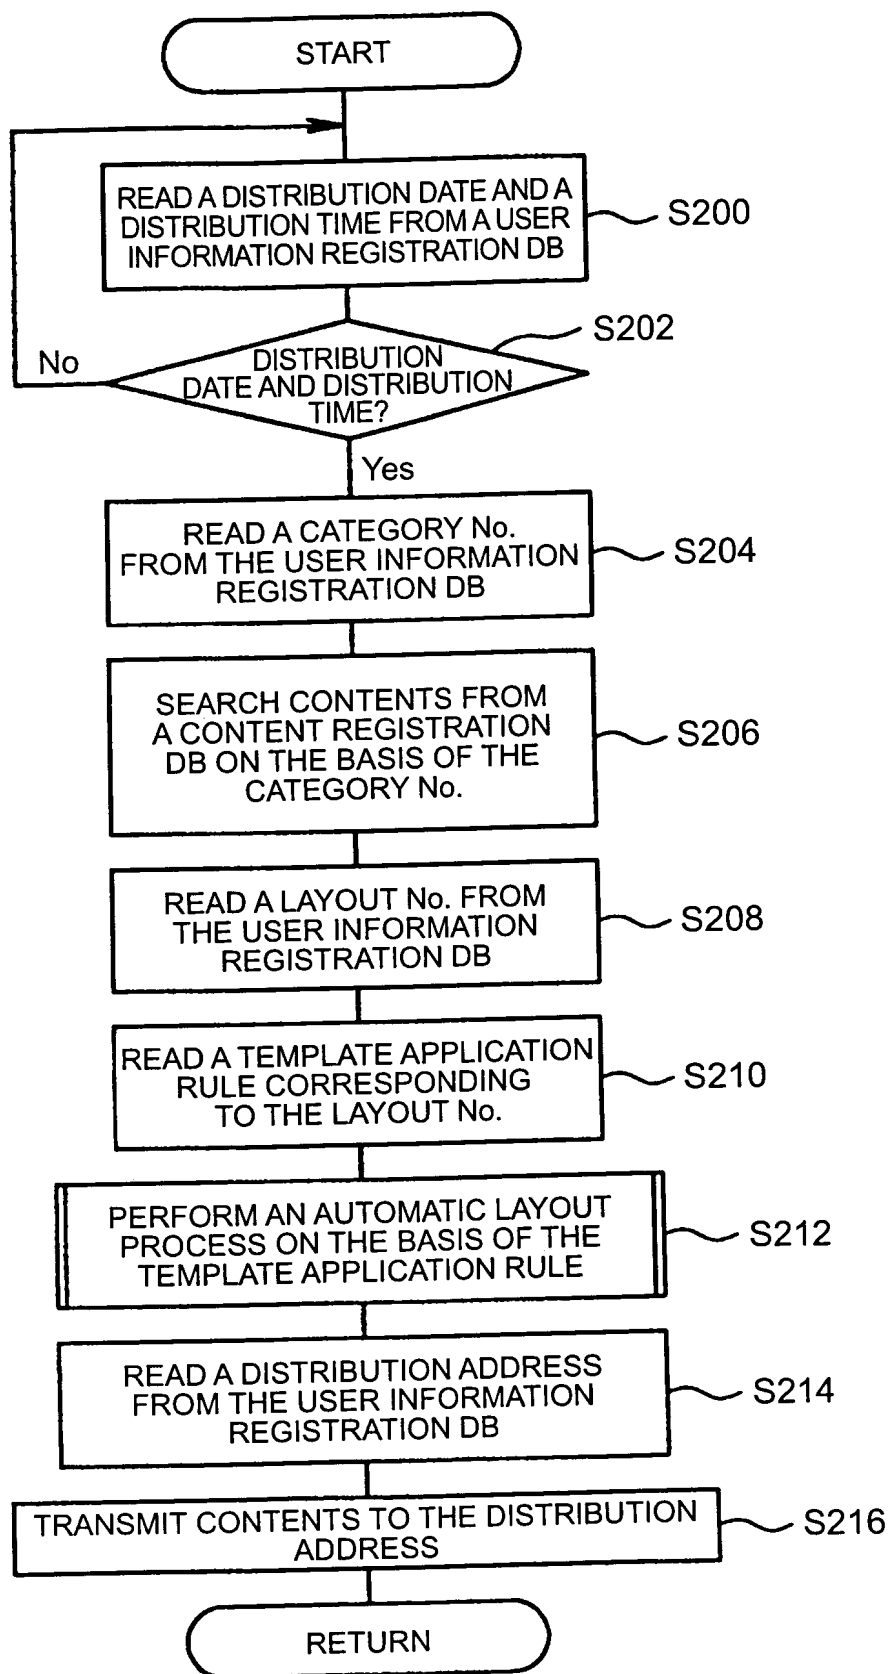 START
READ A DISTRIBUTION DATE AND A
DISTRIBUTION TIME FROM A USER
INFORMATION REGISTRATION DB
S200
S202
No
DISTRIBUTION
DATE AND DISTRIBUTION
TIME?
Yes
READ A CATEGORY No.
FROM THE USER INFORMATION
REGISTRATION DB
S204
SEARCH CONTENTS FROM
A CONTENT REGISTRATION
DB ON THE BASIS OF THE
CATEGORY No.
S206
READ A LAYOUT No. FROM
THE USER INFORMATION
REGISTRATION DB
S208
READ A TEMPLATE APPLICATION
RULE CORRESPONDING
TO THE LAYOUT No.
S210
PERFORM AN AUTOMATIC LAYOUT
PROCESS ON THE BASIS OF THE
TEMPLATE APPLICATION RULE
S212
READ A DISTRIBUTION ADDRESS
FROM THE USER INFORMATION
REGISTRATION DB
S214
TRANSMIT CONTENTS TO THE DISTRIBUTION
ADDRESS
S216
RETURN